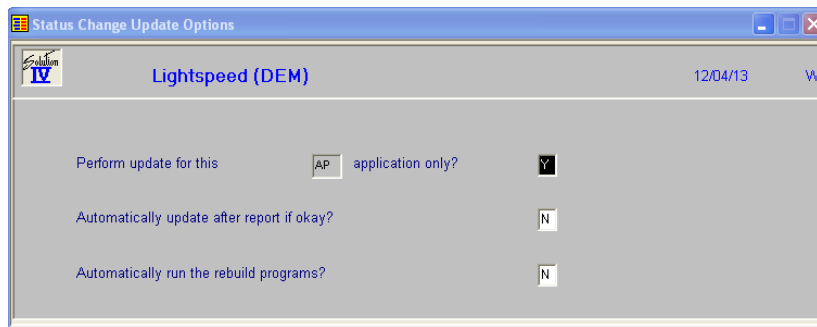 Status Change Update Options
Solution
IV
Lightspeed (DEM) 12/04/13 W
Perform update for this AP application only? Y
Automatically update after report if okay? N
Automatically run the rebuild programs? N